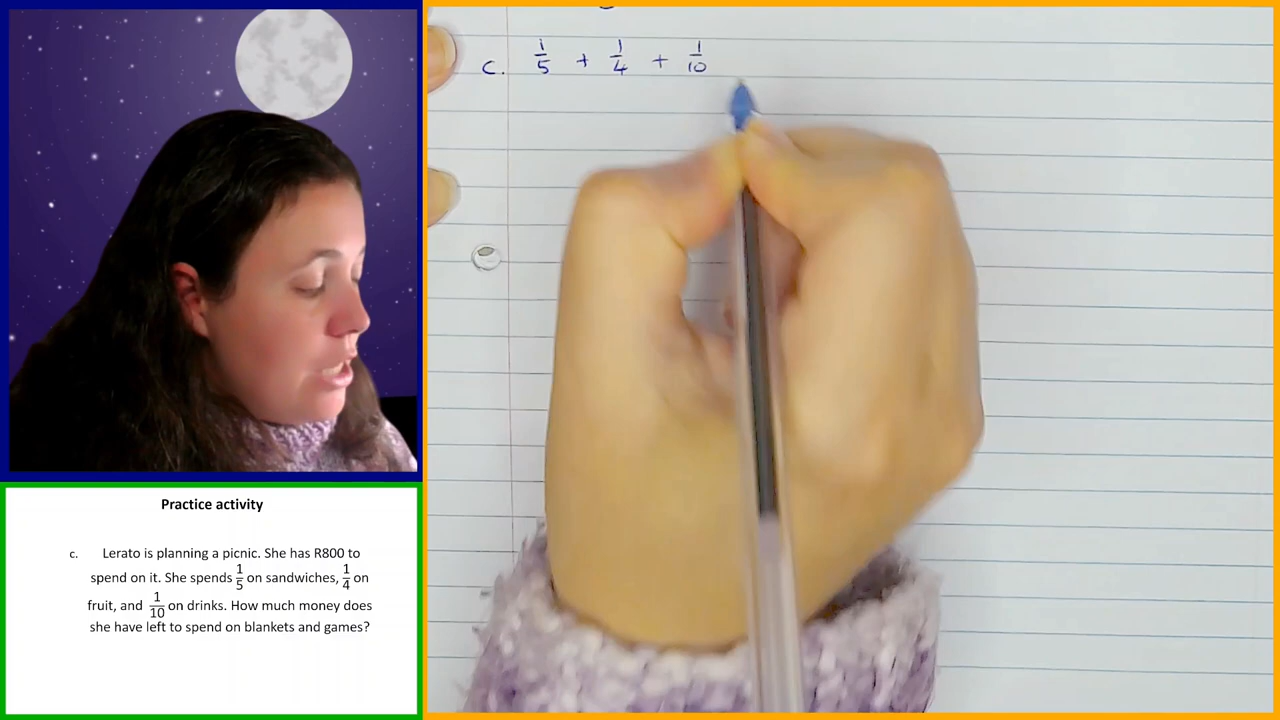 c. 1/5 + 1/4 + 1/10
Practice activity
c. Lerato is planning a picnic. She has R800 to
spend on it. She spends 1/5 on sandwiches, 1/4 on
fruit, and 1/10 on drinks. How much money does
she have left to spend on blankets and games?